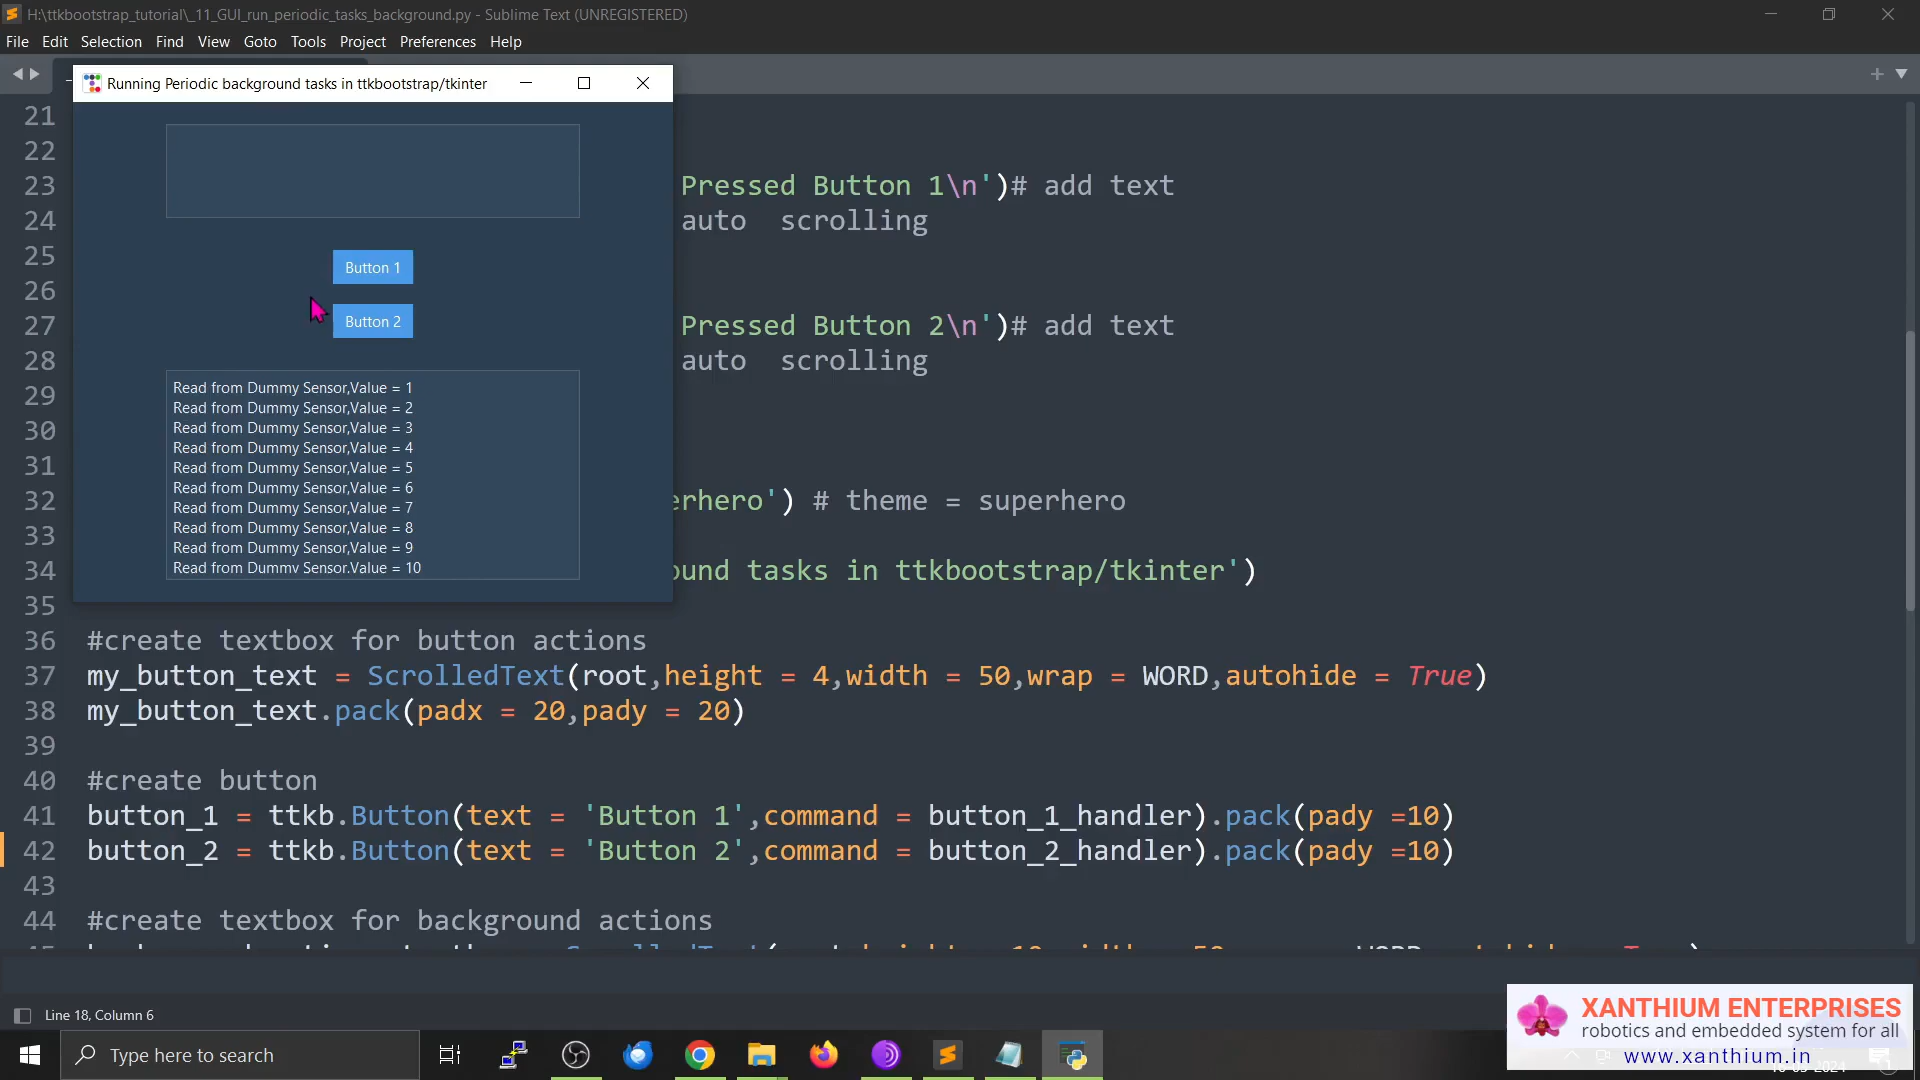 H:\ttkbootstrap_tutorial\_11_GUI_run_periodic_tasks_background.py - Sublime Text (UNREGISTERED)
File Edit Selection Find View Goto Tools Project Preferences Help
Running Periodic background tasks in ttkbootstrap/tkinter
Button 1
Button 2
Read from Dummy Sensor,Value = 1
Read from Dummy Sensor,Value = 2
Read from Dummy Sensor,Value = 3
Read from Dummy Sensor,Value = 4
Read from Dummy Sensor,Value = 5
Read from Dummy Sensor,Value = 6
Read from Dummy Sensor,Value = 7
Read from Dummy Sensor,Value = 8
Read from Dummy Sensor,Value = 9
Read from Dummy Sensor,Value = 10
21
22
23 Pressed Button 1\n')# add text
24 auto  scrolling
25
26
27 Pressed Button 2\n')# add text
28 auto  scrolling
29
30
31
32 erhero') # theme = superhero
33
34 ound tasks in ttkbootstrap/tkinter')
35
36 #create textbox for button actions
37 my_button_text = ScrolledText(root,height = 4,width = 50,wrap = WORD,autohide = True)
38 my_button_text.pack(padx = 20,pady = 20)
39
40 #create button
41 button_1 = ttkb.Button(text = 'Button 1',command = button_1_handler).pack(pady =10)
42 button_2 = ttkb.Button(text = 'Button 2',command = button_2_handler).pack(pady =10)
43
44 #create textbox for background actions
Line 18, Column 6
Type here to search
XANTHIUM ENTERPRISES
robotics and embedded system for all
www.xanthium.in